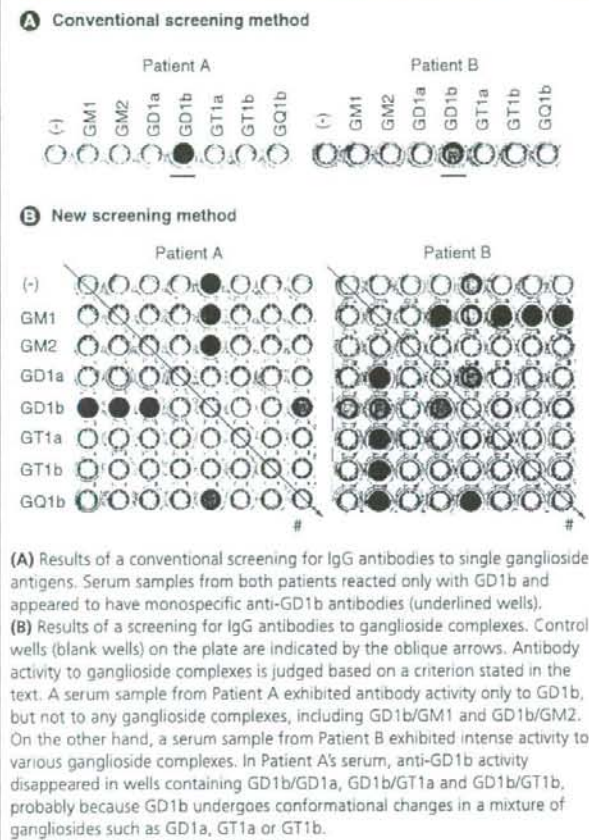 A Conventional screening method
Patient A
Patient B
(-) GM1 GM2 GD1a GD1b GT1a GT1b GQ1b
(-) GM1 GM2 GD1a GD1b GT1a GT1b GQ1b
B New screening method
Patient A
Patient B
(-)
GM1
GM2
GD1a
GD1b
GT1a
GT1b
GQ1b
# #
(A) Results of a conventional screening for IgG antibodies to single ganglioside
antigens. Serum samples from both patients reacted only with GD1b and
appeared to have monospecific anti-GD1b antibodies (underlined wells).
(B) Results of a screening for IgG antibodies to ganglioside complexes. Control
wells (blank wells) on the plate are indicated by the oblique arrows. Antibody
activity to ganglioside complexes is judged based on a criterion stated in the
text. A serum sample from Patient A exhibited antibody activity only to GD1b,
but not to any ganglioside complexes, including GD1b/GM1 and GD1b/GM2.
On the other hand, a serum sample from Patient B exhibited intense activity to
various ganglioside complexes. In Patient A's serum, anti-GD1b activity
disappeared in wells containing GD1b/GD1a, GD1b/GT1a and GD1b/GT1b,
probably because GD1b undergoes conformational changes in a mixture of
gangliosides such as GD1a, GT1a or GT1b.